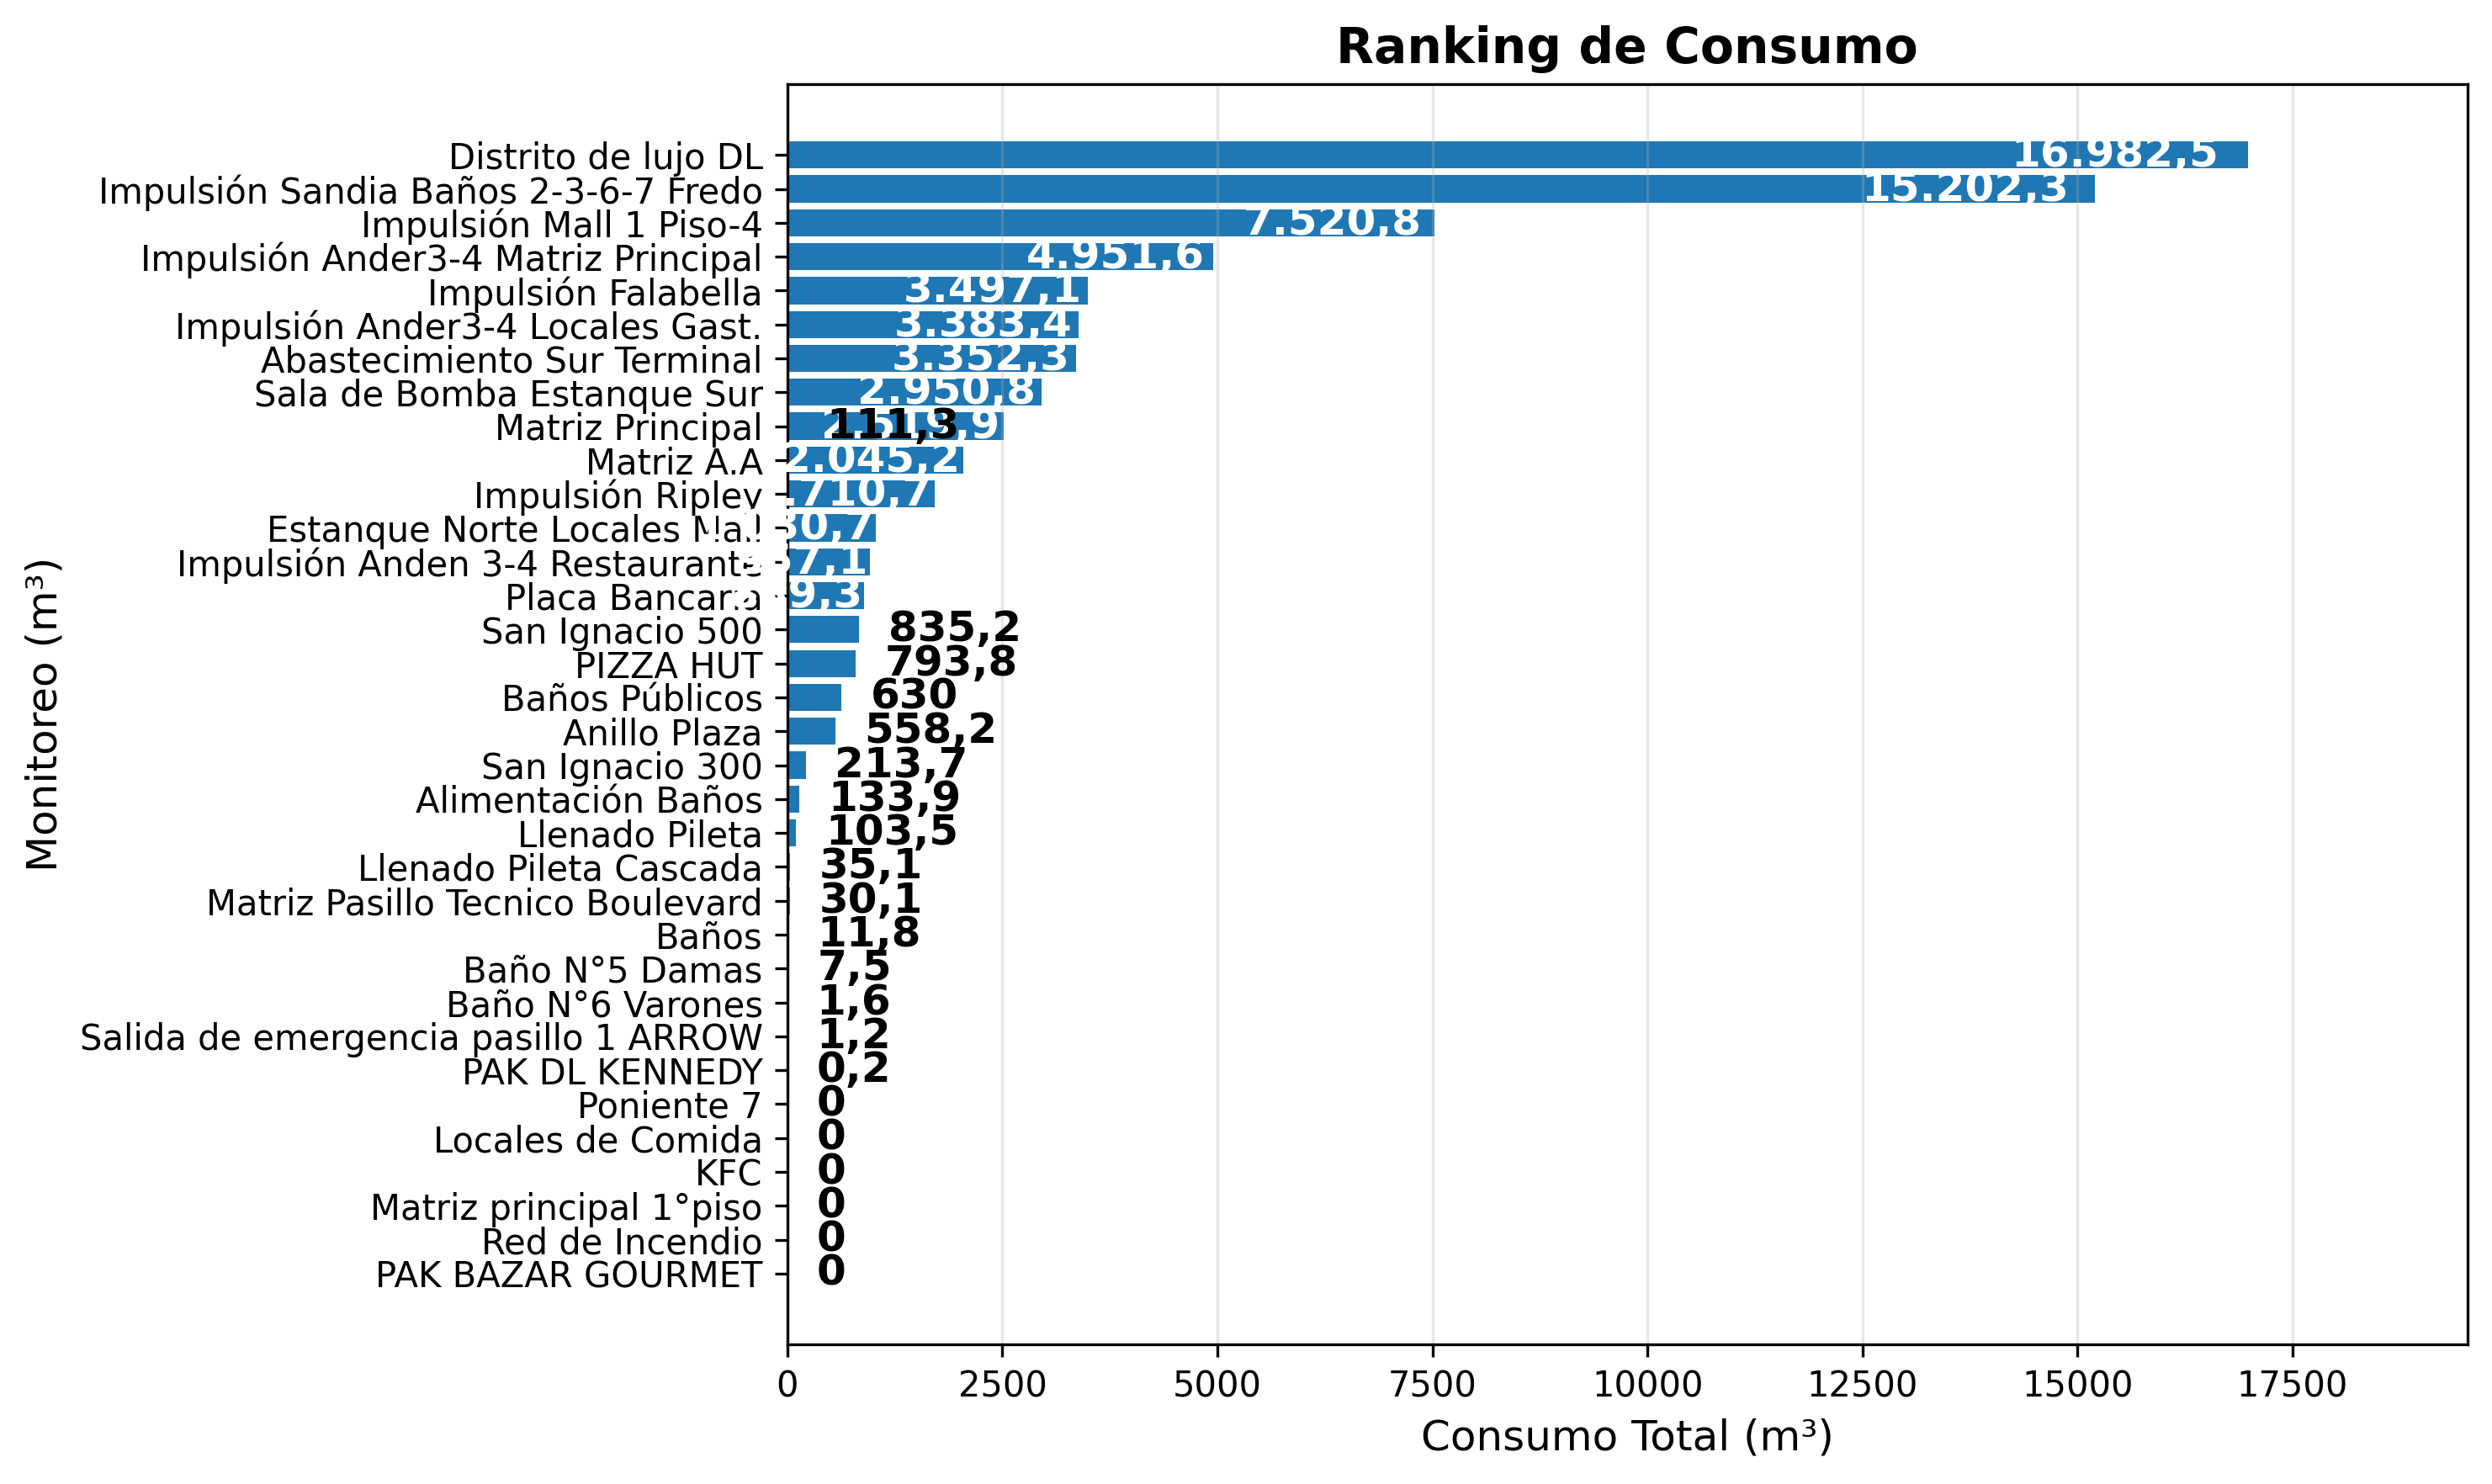 Ranking de Consumo
Distrito de lujo DL 16.982,5
Impulsión Sandia Baños 2-3-6-7 Fredo 15.202,3
Impulsión Mall 1 Piso-4 7.520,8
Impulsión Ander3-4 Matriz Principal 4.951,6
Impulsión Falabella 3.497,1
Impulsión Ander3-4 Locales Gast. 3.383,4
Abastecimiento Sur Terminal 3.352,3
Sala de Bomba Estanque Sur 2.950,8
Matriz Principal 111,3
Matriz A.A 2.045,2
Impulsión Ripley .710,7
Estanque Norte Locales Mall 30,7
Impulsión Anden 3-4 Restaurante
Placa Bancaria 9,3
San Ignacio 500 835,2
PIZZA HUT 793,8
Baños Públicos 630
Anillo Plaza 558,2
San Ignacio 300 213,7
Alimentación Baños 133,9
Llenado Pileta 103,5
Llenado Pileta Cascada 35,1
Matriz Pasillo Tecnico Boulevard 30,1
Baños 11,8
Baño N°5 Damas 7,5
Baño N°6 Varones 1,6
Salida de emergencia pasillo 1 ARROW 1,2
PAK DL KENNEDY 0,2
Poniente 7 0
Locales de Comida 0
KFC 0
Matriz principal 1°piso 0
Red de Incendio 0
PAK BAZAR GOURMET 0
Monitoreo (m³)
0 2500 5000 7500 10000 12500 15000 17500
Consumo Total (m³)